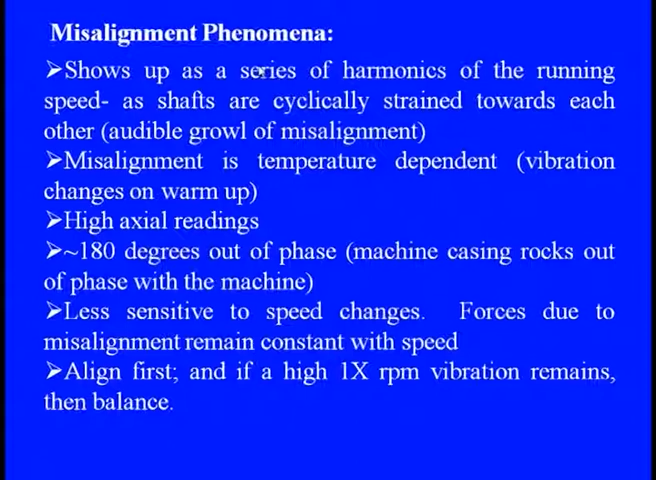 Misalignment Phenomena:
➢Shows up as a series of harmonics of the running
speed- as shafts are cyclically strained towards each
other (audible growl of misalignment)
➢Misalignment is temperature dependent (vibration
changes on warm up)
➢High axial readings
➢~180 degrees out of phase (machine casing rocks out
of phase with the machine)
➢Less sensitive to speed changes. Forces due to
misalignment remain constant with speed
➢Align first; and if a high 1X rpm vibration remains,
then balance.